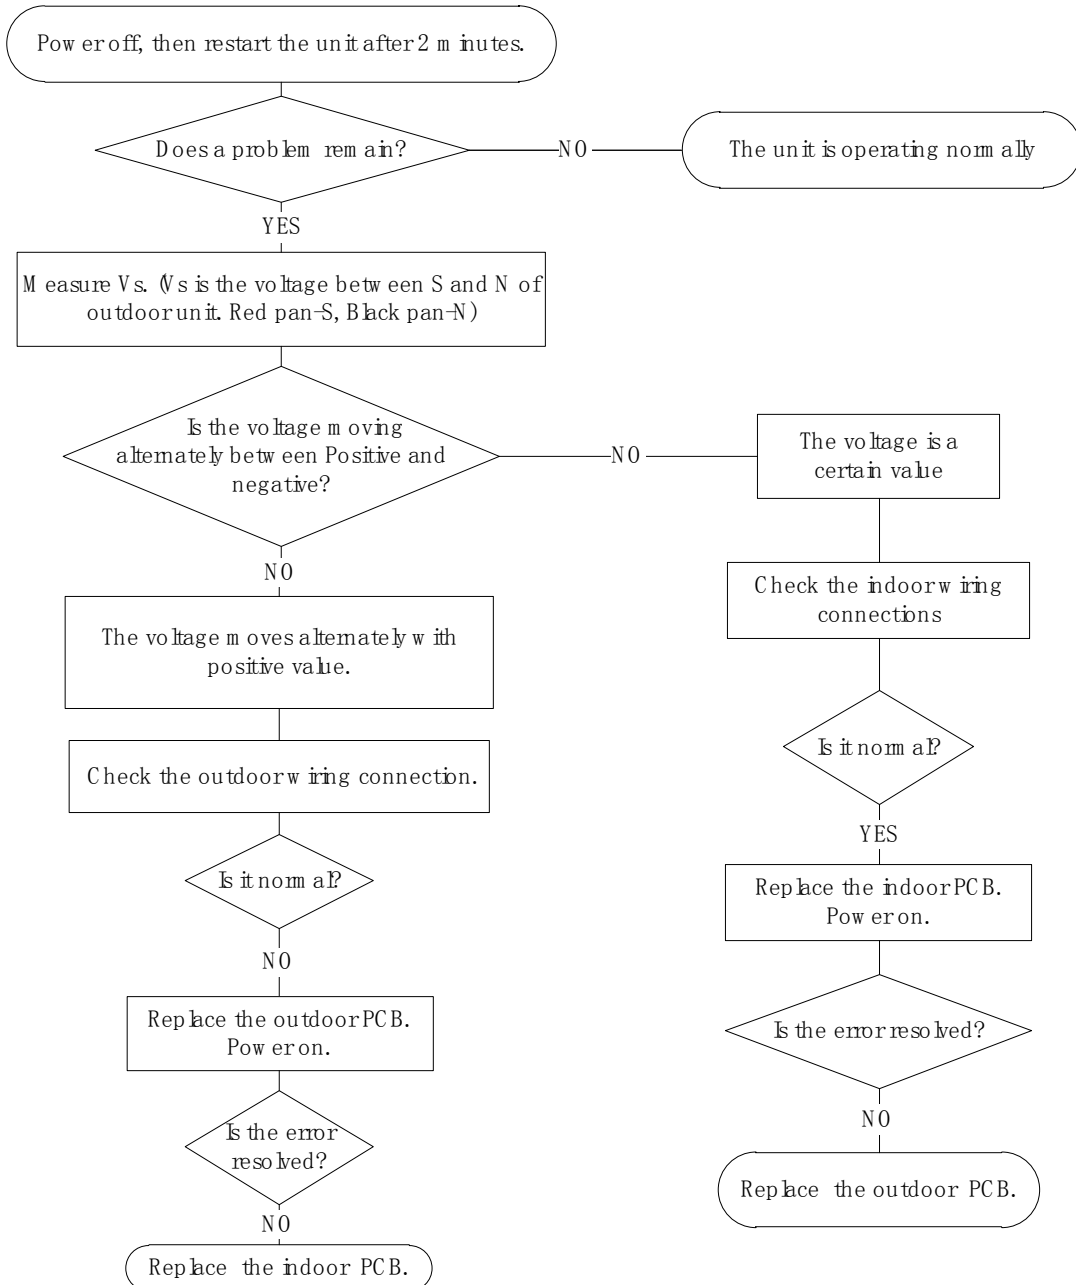 Power off, then restart the unit after 2 minutes.
Does a problem remain?
NO
The unit is operating normally
YES
Measure Vs. (Vs is the voltage between S and N of
outdoor unit. Red pan-S, Black pan-N)
Is the voltage moving
alternately between Positive and
negative?
NO
The voltage is a
certain value
NO
The voltage moves alternately with
positive value.
Check the indoor wiring
connections
Check the outdoor wiring connection.
Is it normal?
YES
Is it normal?
NO
Replace the indoor PCB.
Power on.
Replace the outdoor PCB.
Power on.
Is the error resolved?
Is the error
resolved?
NO
Replace the outdoor PCB.
NO
Replace the indoor PCB.